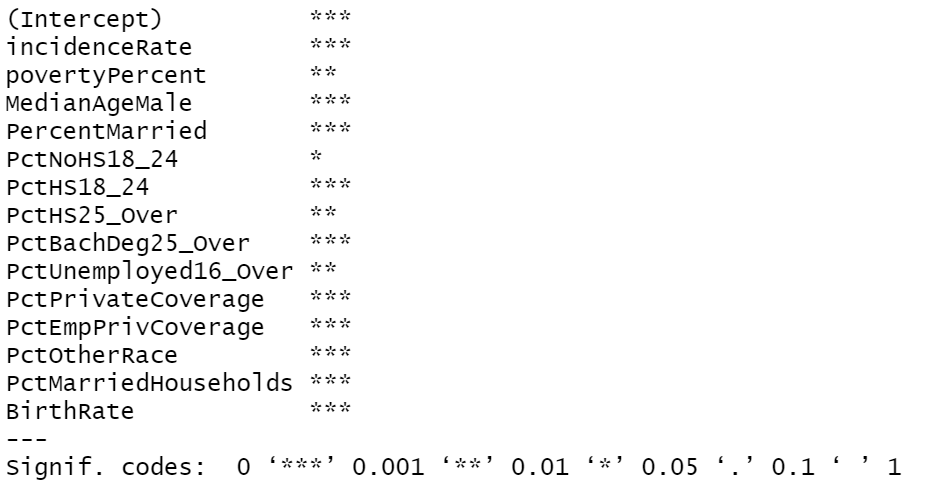 (Intercept)          ***
incidenceRate        ***
povertyPercent       **
MedianAgeMale        ***
PercentMarried       ***
PctNoHS18_24         *
PctHS18_24           ***
PctHS25_Over         **
PctBachDeg25_Over    ***
PctUnemployed16_Over **
PctPrivateCoverage   ***
PctEmpPrivCoverage   ***
PctOtherRace         ***
PctMarriedHouseholds ***
BirthRate            ***
---
Signif. codes:  0 ‘***’ 0.001 ‘**’ 0.01 ‘*’ 0.05 ‘.’ 0.1 ‘ ’ 1